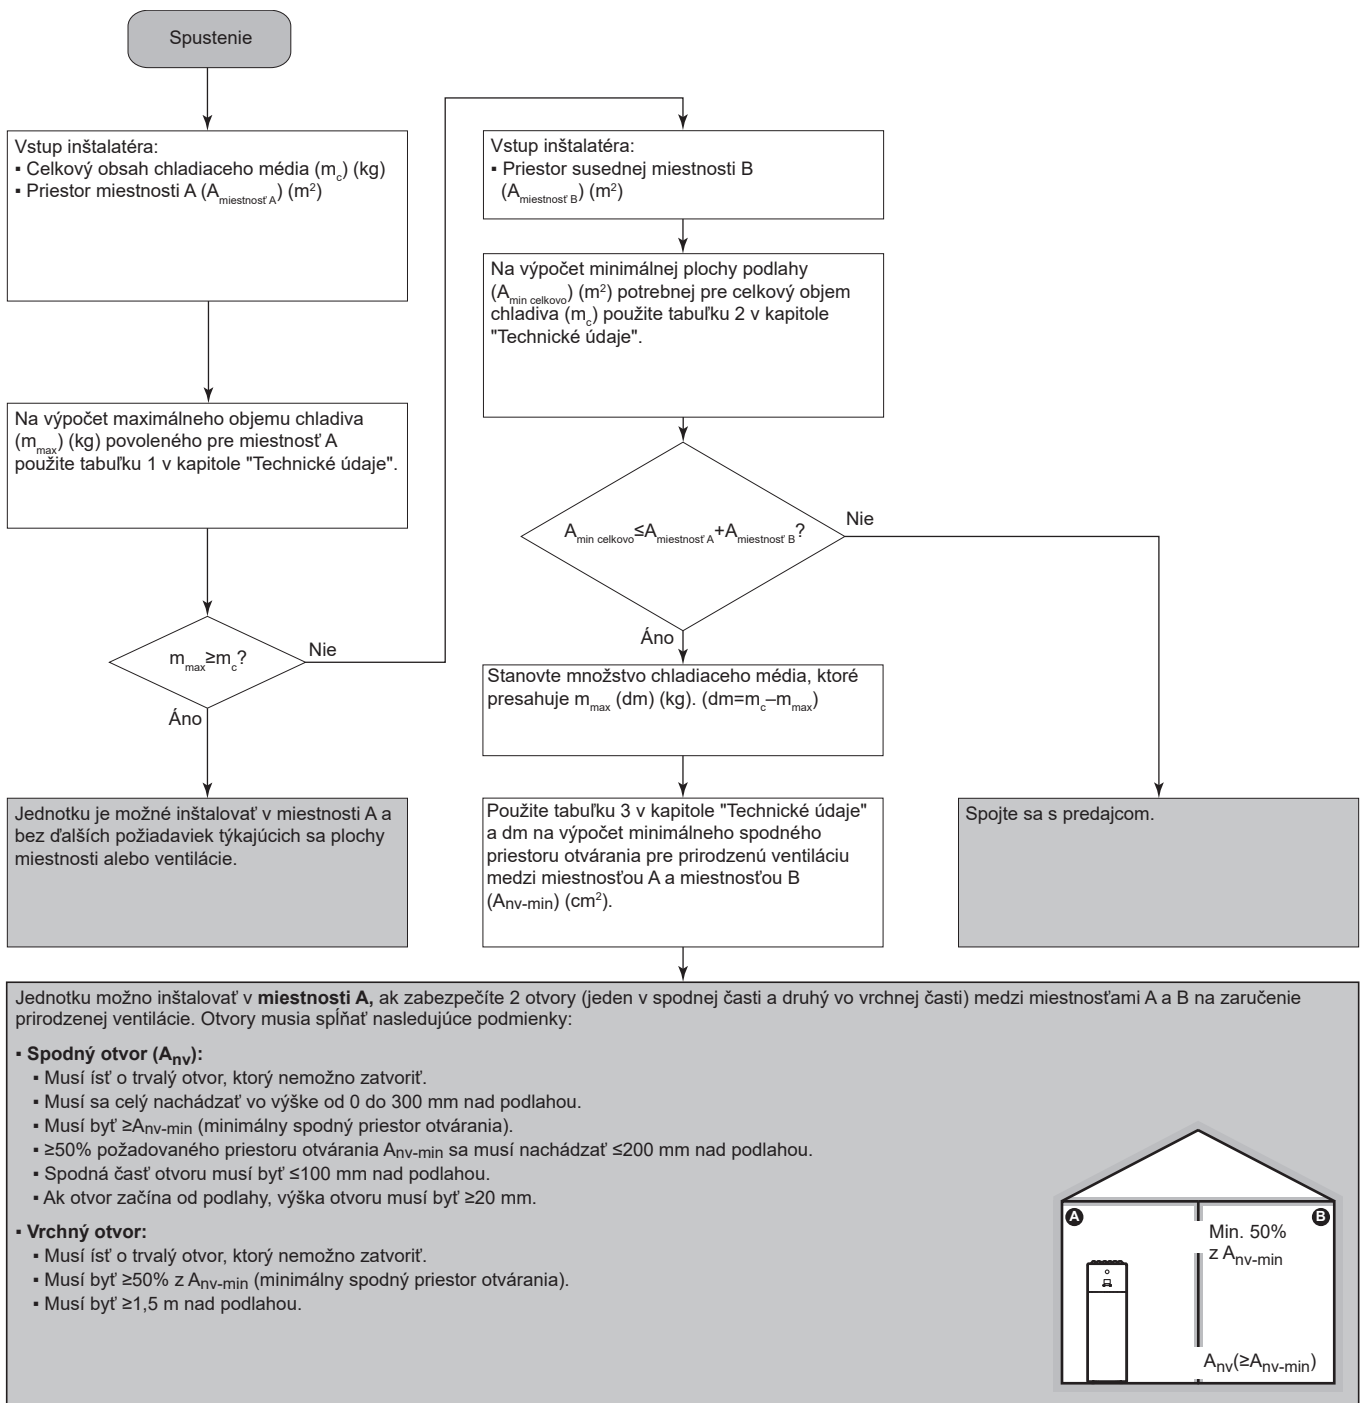 Spustenie
Vstup inštalatéra:
▪ Celkový obsah chladiaceho média (mc) (kg)
▪ Priestor miestnosti A (Amiestnosť A) (m²)
Na výpočet maximálneho objemu chladiva
(mmax) (kg) povoleného pre miestnosť A
použite tabuľku 1 v kapitole "Technické údaje".
mmax≥mc?
Nie
Áno
Jednotku je možné inštalovať v miestnosti A a
bez ďalších požiadaviek týkajúcich sa plochy
miestnosti alebo ventilácie.
Vstup inštalatéra:
▪ Priestor susednej miestnosti B
(Amiestnosť B) (m²)
Na výpočet minimálnej plochy podlahy
(Amin celkovo) (m²) potrebnej pre celkový objem
chladiva (mc) použite tabuľku 2 v kapitole
"Technické údaje".
Amin celkovo≤Amiestnosť A+Amiestnosť B?
Nie
Áno
Stanovte množstvo chladiaceho média, ktoré
presahuje mmax (dm) (kg). (dm=mc–mmax)
Použite tabuľku 3 v kapitole "Technické údaje"
a dm na výpočet minimálneho spodného
priestoru otvárania pre prirodzenú ventiláciu
medzi miestnosťou A a miestnosťou B
(Anv-min) (cm²).
Spojte sa s predajcom.
Jednotku možno inštalovať v miestnosti A, ak zabezpečíte 2 otvory (jeden v spodnej časti a druhý vo vrchnej časti) medzi miestnosťami A a B na zaručenie
prirodzenej ventilácie. Otvory musia spĺňať nasledujúce podmienky:
▪ Spodný otvor (Anv):
▪ Musí ísť o trvalý otvor, ktorý nemožno zatvoriť.
▪ Musí sa celý nachádzať vo výške od 0 do 300 mm nad podlahou.
▪ Musí byť ≥Anv-min (minimálny spodný priestor otvárania).
▪ ≥50% požadovaného priestoru otvárania Anv-min sa musí nachádzať ≤200 mm nad podlahou.
▪ Spodná časť otvoru musí byť ≤100 mm nad podlahou.
▪ Ak otvor začína od podlahy, výška otvoru musí byť ≥20 mm.
▪ Vrchný otvor:
▪ Musí ísť o trvalý otvor, ktorý nemožno zatvoriť.
▪ Musí byť ≥50% z Anv-min (minimálny spodný priestor otvárania).
▪ Musí byť ≥1,5 m nad podlahou.
A
B
Min. 50%
z Anv-min
Anv(≥Anv-min)